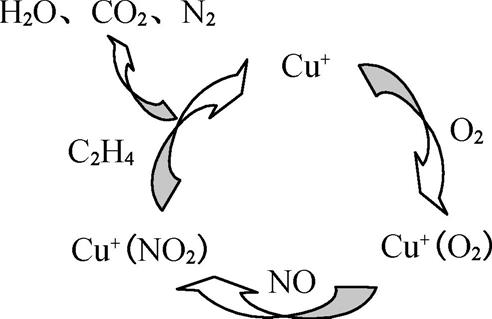 H₂O、CO₂、N₂
Cu⁺
O₂
C₂H₄
Cu⁺(NO₂)
Cu⁺(O₂)
NO